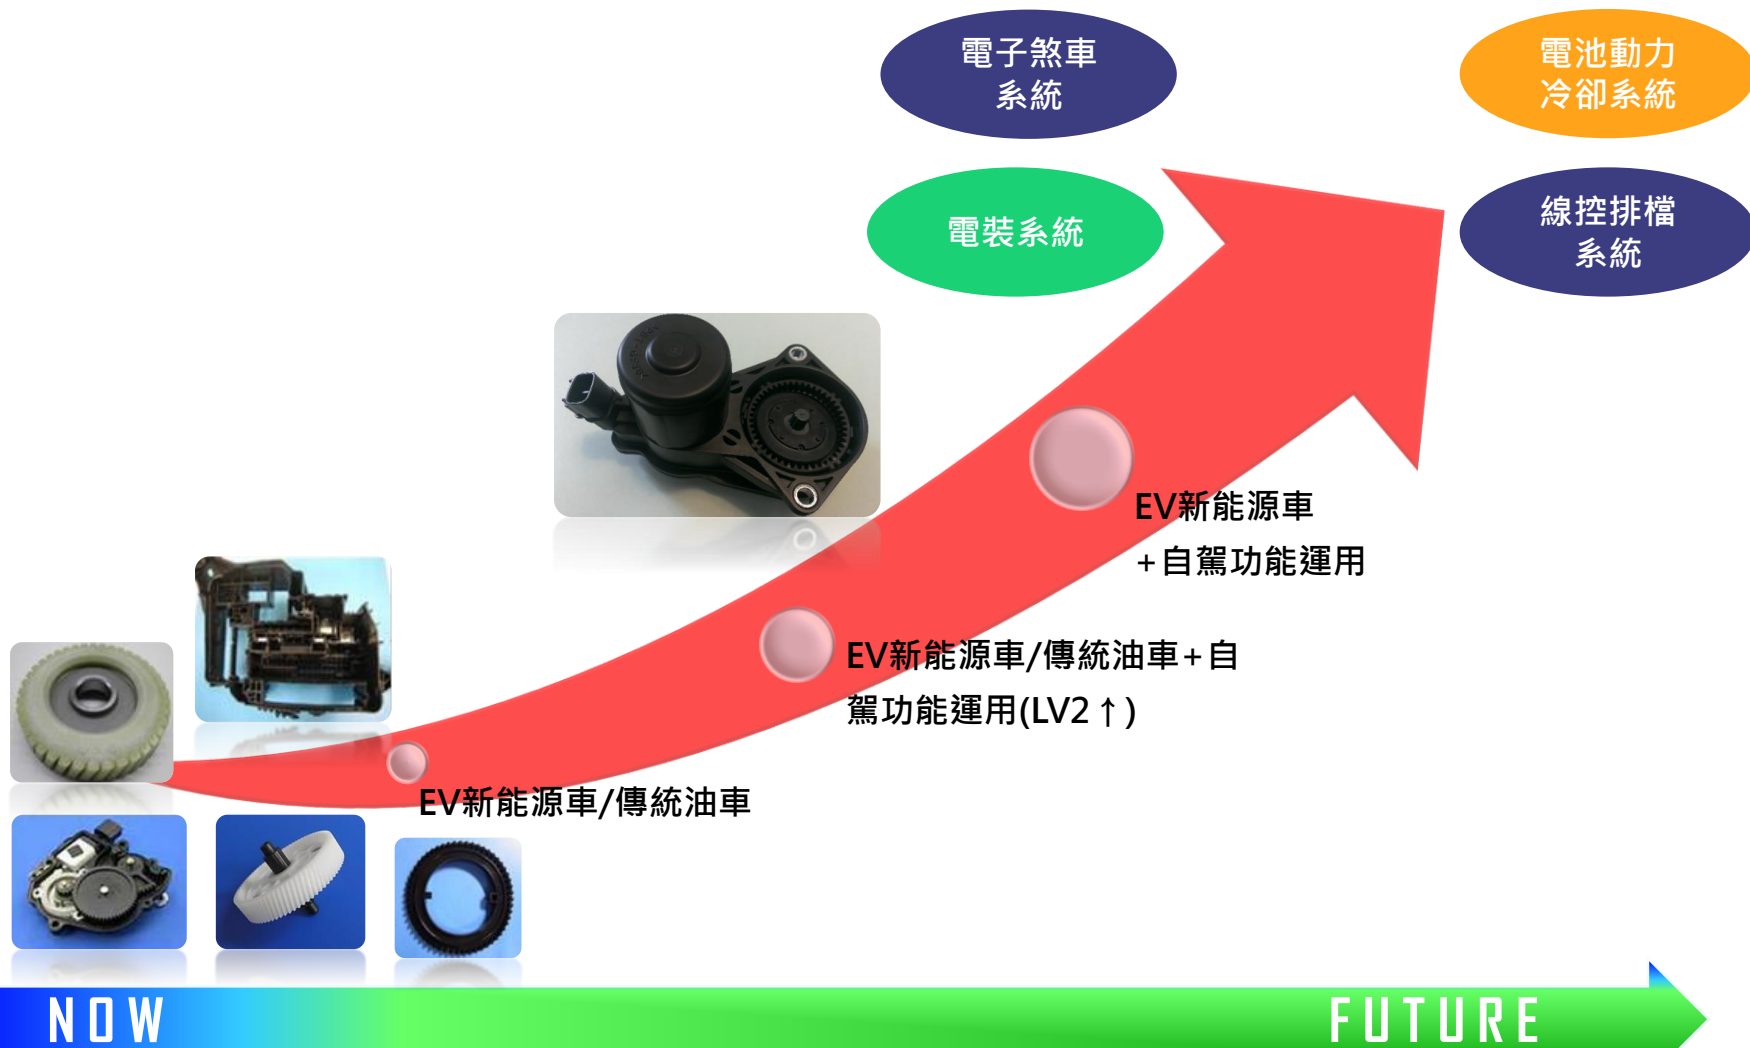 電子煞車
系統
電池動力
冷卻系統
電裝系統
線控排檔
系統
EV新能源車
+自駕功能運用
EV新能源車/傳統油車+自
駕功能運用(LV2↑)
EV新能源車/傳統油車
NOW
FUTURE